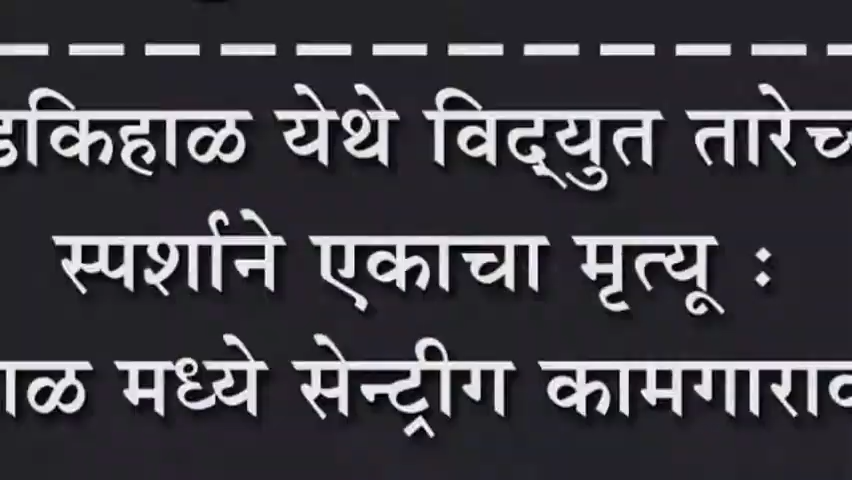 डकिहाळ येथे विद्‌युत तारेच
स्पर्शाने एकाचा मृत्यू :
ाळ मध्ये सेन्ट्रीग कामगाराव